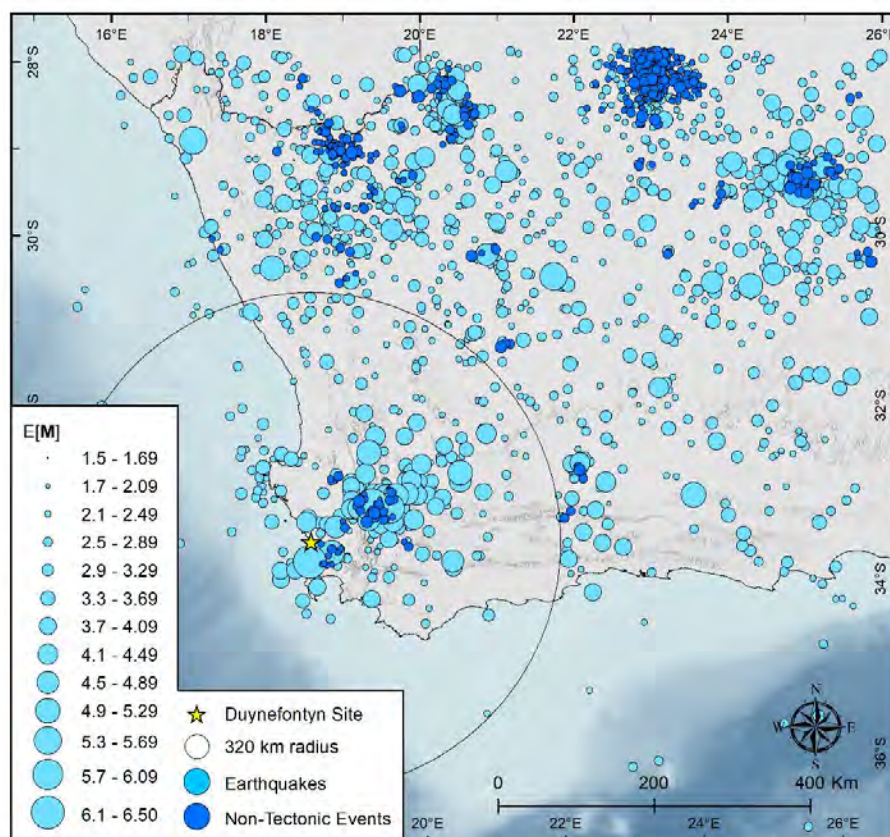 16°E 18°E 20°E 22°E 24°E 26°E
28°S
30°S 30°S
32°S
34°S
36°S
E[M]
1.5 - 1.69
1.7 - 2.09
2.1 - 2.49
2.5 - 2.89
2.9 - 3.29
3.3 - 3.69
3.7 - 4.09
4.1 - 4.49
4.5 - 4.89
4.9 - 5.29
5.3 - 5.69
5.7 - 6.09
6.1 - 6.50
Duynefontyn Site
320 km radius
Earthquakes
Non-Tectonic Events
N
W E
S
0 200 400 Km
20°E 22°E 24°E 26°E